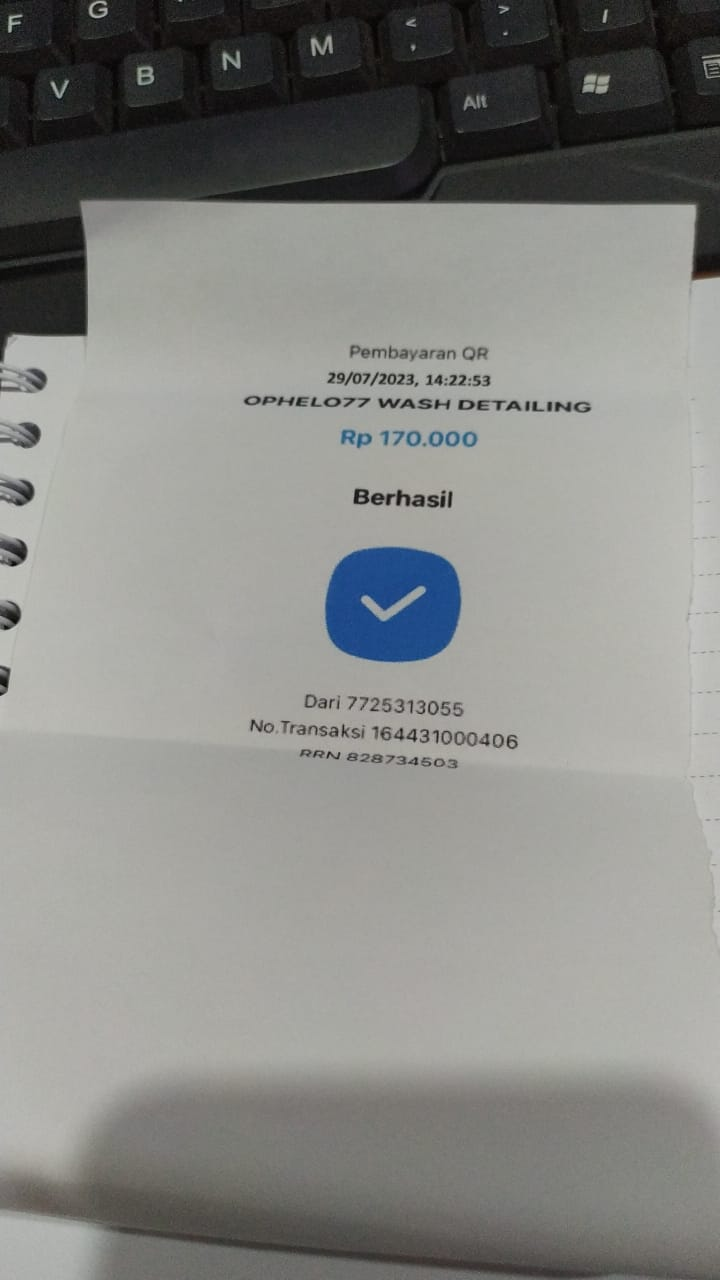 F G
< >
, . /
V B N M
Alt
Pembayaran QR
29/07/2023, 14:22:53
OPHELO77 WASH DETAILING
Rp 170.000
Berhasil
Dari 7725313055
No.Transaksi 164431000406
RRN 828734503